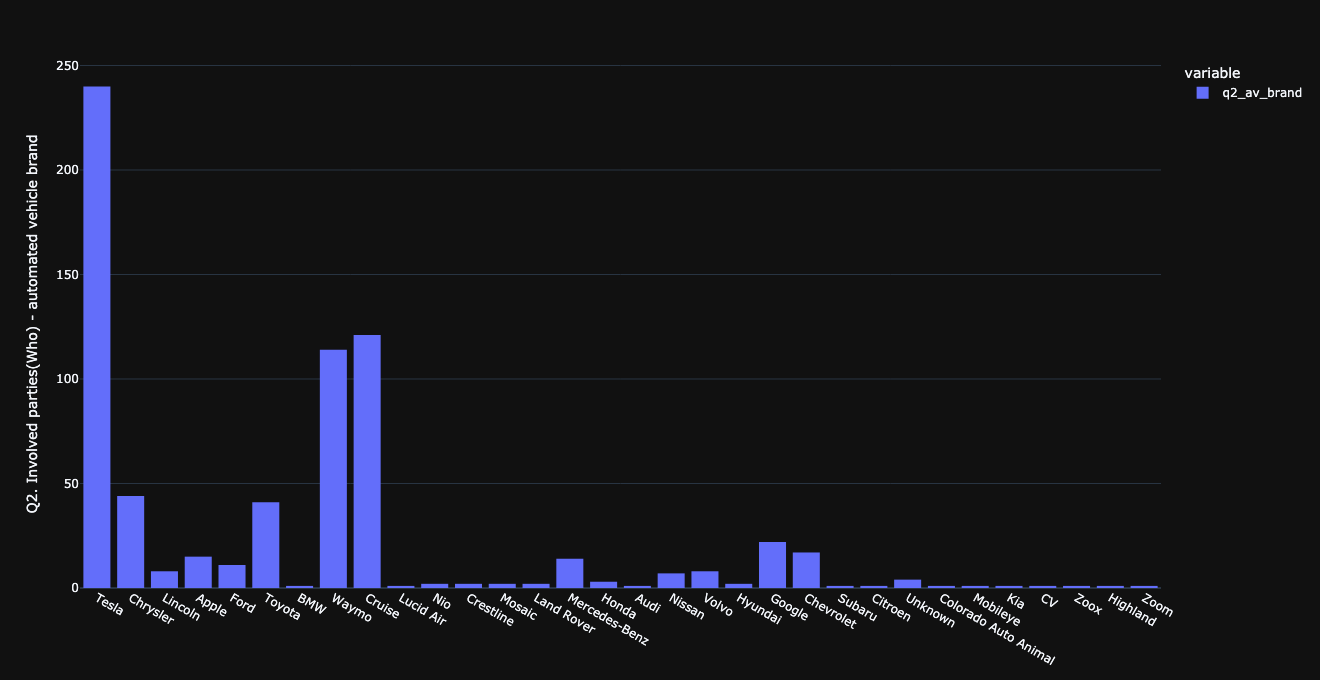 variable
q2_av_brand
Q2. Involved parties(Who) - automated vehicle brand
250
200
150
100
50
0
Tesla
Chrysler
Lincoln
Apple
Ford
Toyota
BMW
Waymo
Cruise
Lucid Air
Nio
Crestline
Mosaic
Land Rover
Mercedes-Benz
Honda
Audi
Nissan
Volvo
Hyundai
Google
Chevrolet
Subaru
Citroen
Unknown
Colorado Auto Animal
Mobileye
Kia
CV
Zoox
Highland
Zoom